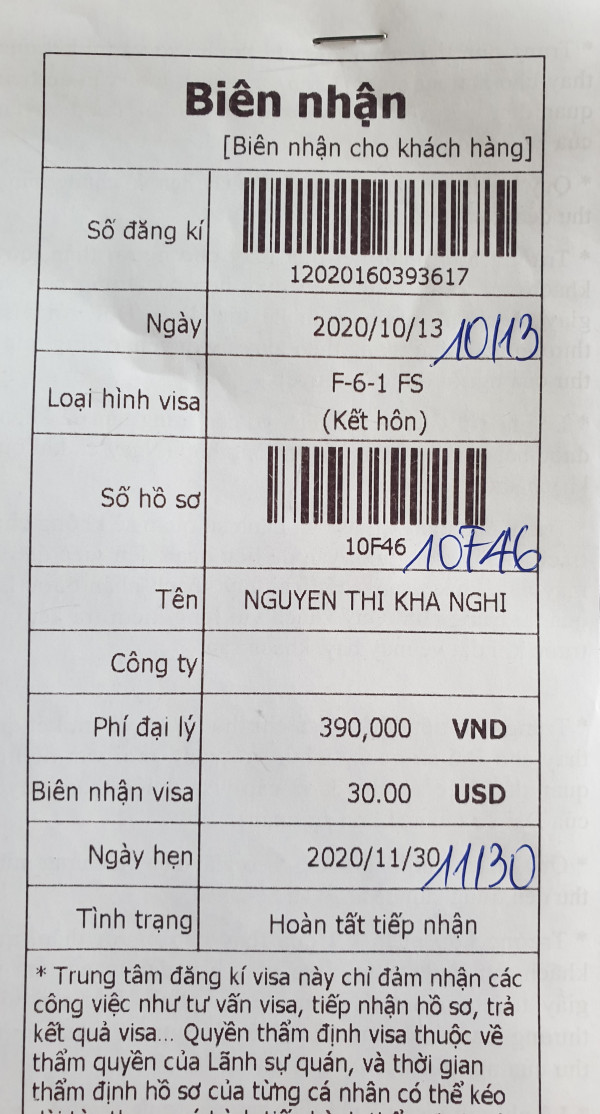 Biên nhận
[Biên nhận cho khách hàng]
Số đăng kí
12020160393617
Ngày 2020/10/13 10/13
Loại hình visa F-6-1 FS
(Kết hôn)
Số hồ sơ
10F46 10F46
Tên NGUYEN THI KHA NGHI
Công ty
Phí đại lý 390,000 VND
Biên nhận visa 30.00 USD
Ngày hẹn 2020/11/30 11/30
Tình trạng Hoàn tất tiếp nhận
* Trung tâm đăng kí visa này chỉ đảm nhận các
công việc như tư vấn visa, tiếp nhận hồ sơ, trả
kết quả visa... Quyền thẩm định visa thuộc về
thẩm quyền của Lãnh sự quán, và thời gian
thẩm định hồ sơ của từng cá nhân có thể kéo